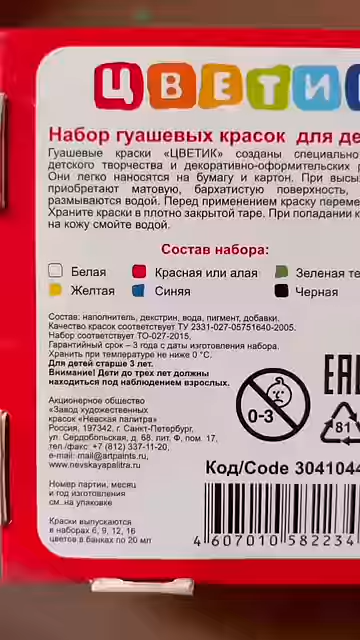 ЦВЕТИ
Набор гуашевых красок для де
Гуашевые краски «ЦВЕТИК» созданы специально
детского творчества и декоративно-оформительских р
Они легко наносятся на бумагу и картон. При высы
приобретают матовую, бархатистую поверхность,
размываются водой. Перед применением краску переме
Храните краски в плотно закрытой таре. При попадании к
на кожу смойте водой.
Состав набора:
Белая Красная или алая Зеленая те
Желтая Синяя Черная
Состав: наполнитель, декстрин, вода, пигмент, добавки.
Качество красок соответствует ТУ 2331-027-05751640-2005.
Набор соответствует ТО-027-2015.
Гарантийный срок – 3 года с даты изготовления набора.
Хранить при температуре не ниже 0 °C.
Для детей старше 3 лет.
Внимание! Дети до трех лет должны
находиться под наблюдением взрослых.
0-3
EAC
81
Акционерное общество
«Завод художественных
красок «Невская палитра»
Россия, 197342, г. Санкт-Петербург,
ул. Сердобольская, д. 68, лит. Ф, пом. 17,
тел./факс +7 (812) 337-11-20,
e-mail: mail@artpaints.ru,
www.nevskayapalitra.ru
Код/Code 3041044
Номер партии, месяц
и год изготовления
см. на упаковке
Краски выпускаются
в наборах 6, 9, 12, 16
цветов в банках по 20 мл
4 607010 582234